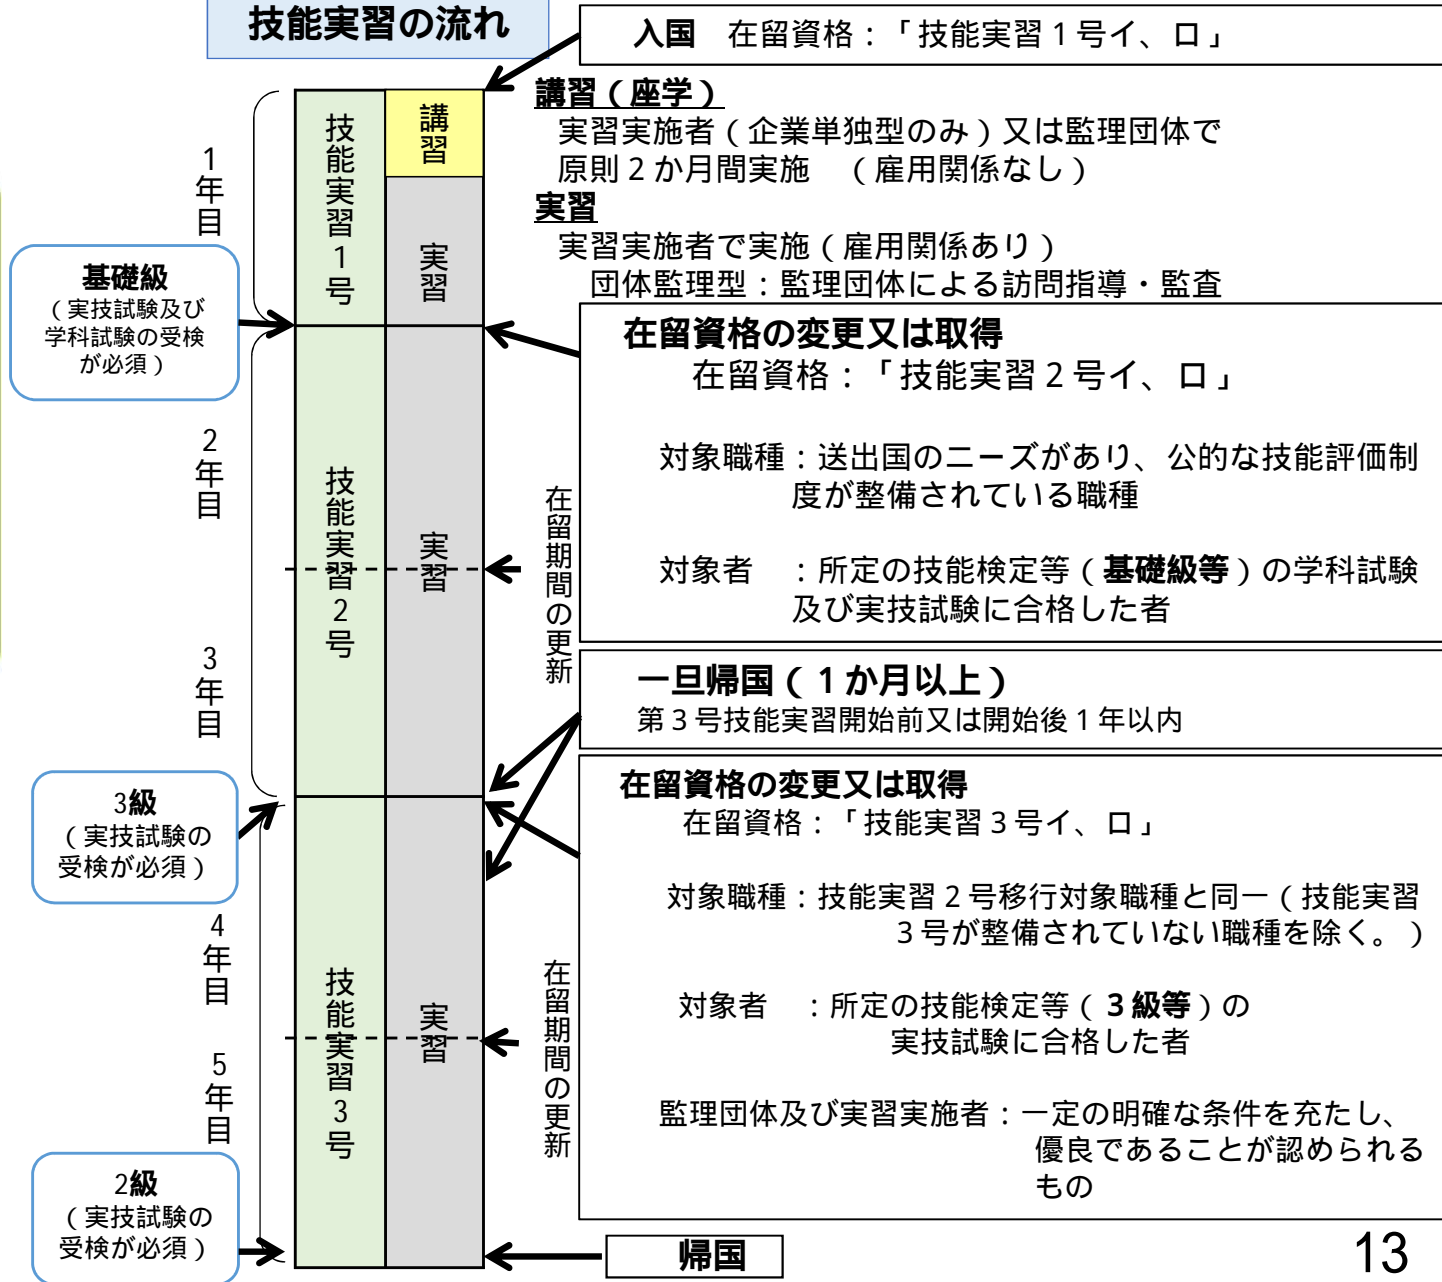 技能実習の流れ
入国　在留資格：「技能実習１号イ、ロ」
講習（座学）
実習実施者（企業単独型のみ）又は監理団体で
原則２か月間実施　（雇用関係なし）
実習
実習実施者で実施（雇用関係あり）
団体監理型：監理団体による訪問指導・監査
1年目
技能実習1号
講習
実習
基礎級
（実技試験及び
学科試験の受検
が必須）
在留資格の変更又は取得
在留資格：「技能実習２号イ、ロ」
対象職種：送出国のニーズがあり、公的な技能評価制
度が整備されている職種
対象者　：所定の技能検定等（基礎級等）の学科試験
及び実技試験に合格した者
2年目
技能実習2号
実習
在留期間の更新
3年目
一旦帰国（１か月以上）
第３号技能実習開始前又は開始後１年以内
3級
（実技試験の
受検が必須）
在留資格の変更又は取得
在留資格：「技能実習３号イ、ロ」
対象職種：技能実習２号移行対象職種と同一（技能実習
３号が整備されていない職種を除く。）
対象者　：所定の技能検定等（３級等）の
実技試験に合格した者
監理団体及び実習実施者：一定の明確な条件を充たし、
優良であることが認められる
もの
4年目
技能実習3号
実習
在留期間の更新
5年目
2級
（実技試験の
受検が必須）
帰国
13